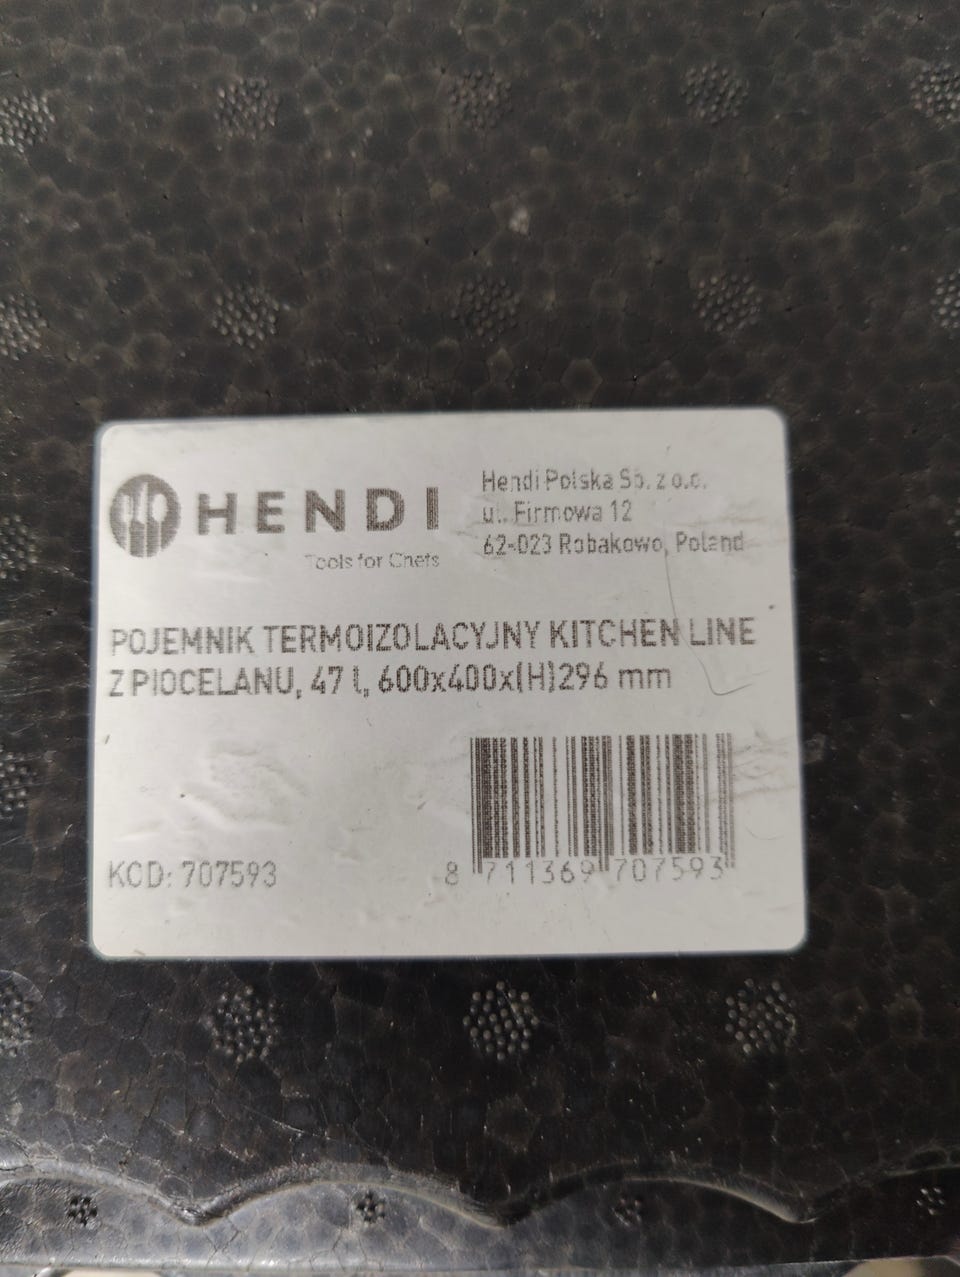 HENDI
Tools for Chefs
Hendi Polska Sp. z o.o.
ul. Firmowa 12
62-023 Robakowo, Poland
POJEMNIK TERMOIZOLACYJNY KITCHEN LINE
Z PIOCELANU, 47 l, 600x400x(H)296 mm
KOD: 707593
8 711369 707593